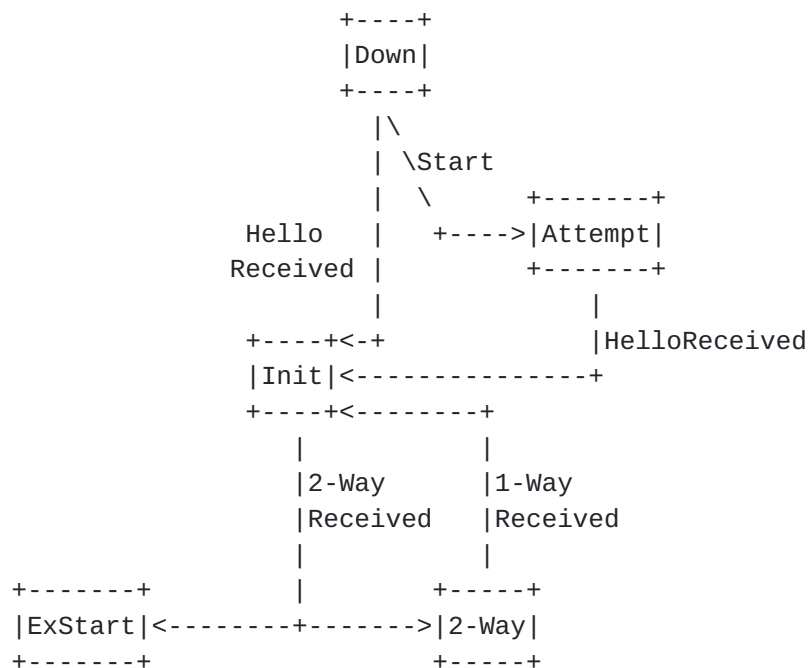 Down
Start
Hello
Attempt
Received
HelloReceived
Init
2-Way 1-Way
Received Received
ExStart 2-Way